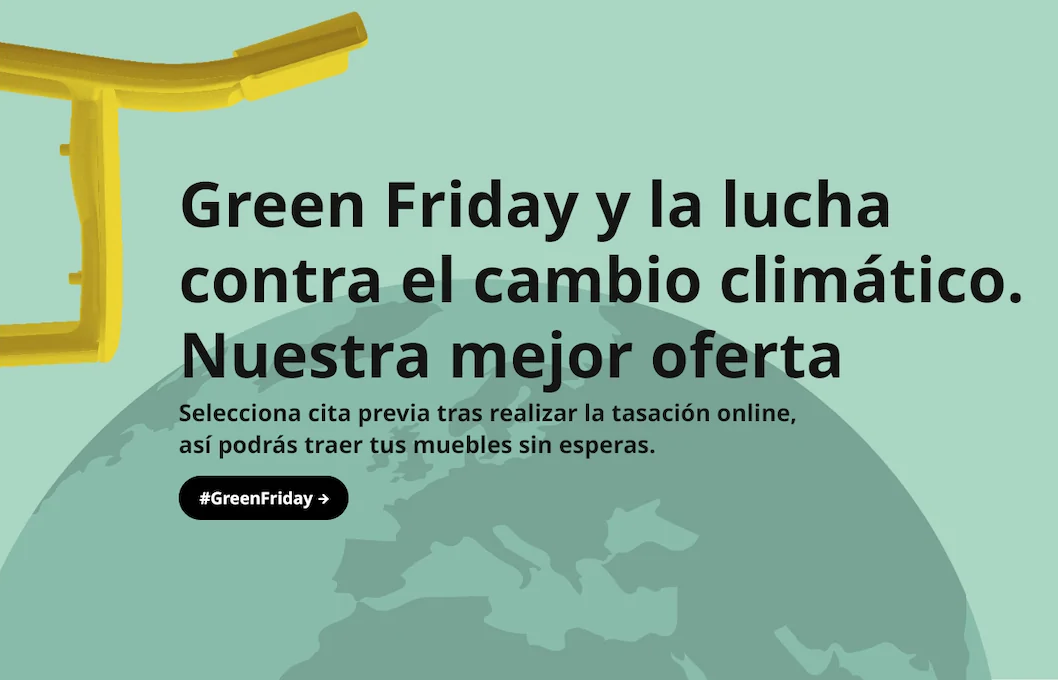 Green Friday y la lucha
contra el cambio climático.
Nuestra mejor oferta
Selecciona cita previa tras realizar la tasación online,
así podrás traer tus muebles sin esperas.
#GreenFriday →